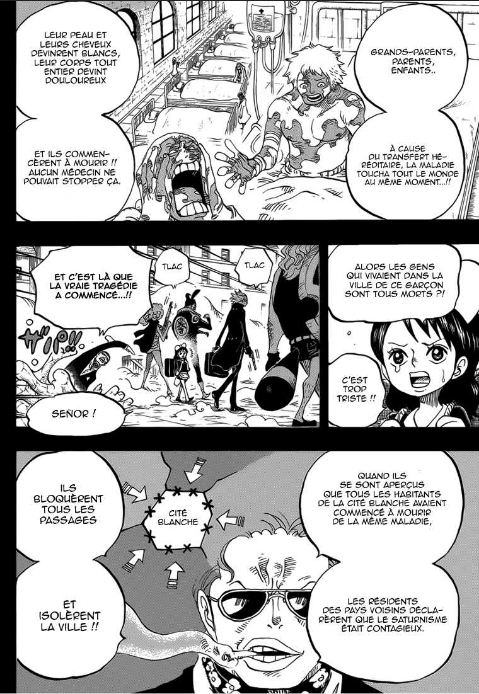 GRANDS-PARENTS,
PARENTS,
ENFANTS..
À CAUSE
DU TRANSFERT HÉ-
RÉDITAIRE, LA MALADIE
TOUCHA TOUT LE MONDE
AU MÊME MOMENT...!!
LEUR PEAU ET
LEURS CHEVEUX
DEVINRENT BLANCS,
LEUR CORPS TOUT
ENTIER DEVINT
DOULOUREUX
ET ILS COMMEN-
CÈRENT À MOURIR !!
AUCUN MÉDECIN NE
POUVAIT STOPPER ÇA.
ALORS LES GENS
QUI VIVAIENT DANS LA
VILLE DE CE GARÇON
SONT TOUS MORTS ?!
C'EST
TROP
TRISTE !!
TLAC
TLAC
ET C'EST LÀ QUE
LA VRAIE TRAGÉDIE
A COMMENCÉ...!!
ザバッ!!
SEÑOR !
QUAND ILS
SE SONT APERÇUS
QUE TOUS LES HABITANTS
DE LA CITÉ BLANCHE AVAIENT
COMMENCÉ À MOURIR
DE LA MÊME MALADIE,
LES RÉSIDENTS
DES PAYS VOISINS DÉCLA-
RÈRENT QUE LE SATURNISME
ÉTAIT CONTAGIEUX.
CITÉ
BLANCHE
ILS
BLOQUÈRENT
TOUS LES
PASSAGES
ET
ISOLÈRENT
LA VILLE !!